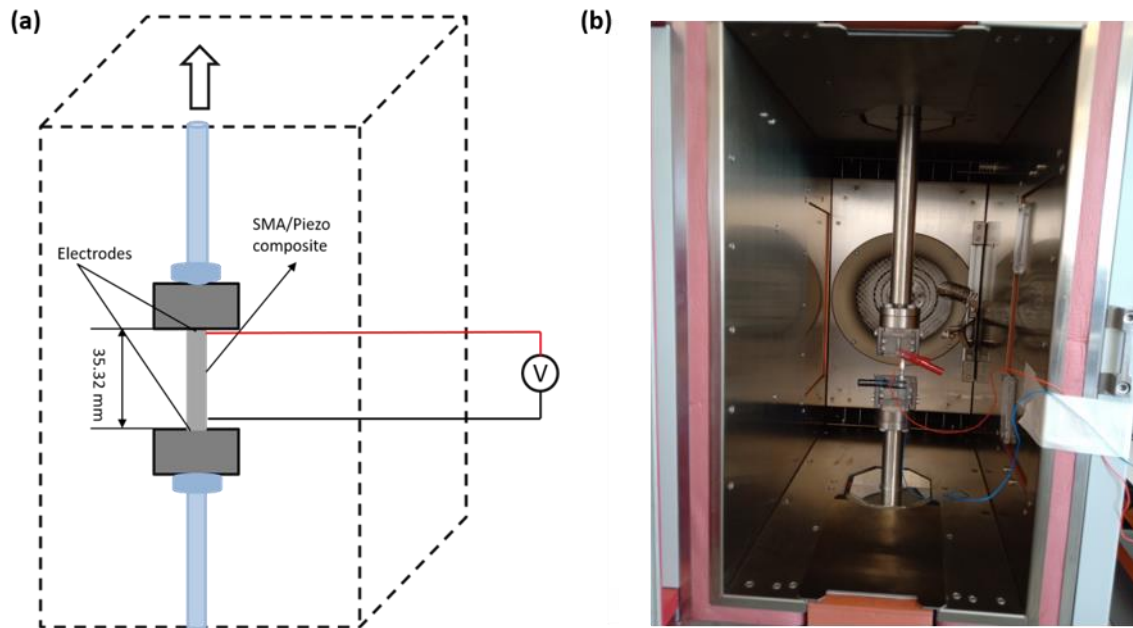 (a)
(b)
SMA/Piezo
composite
Electrodes
35.32 mm
V